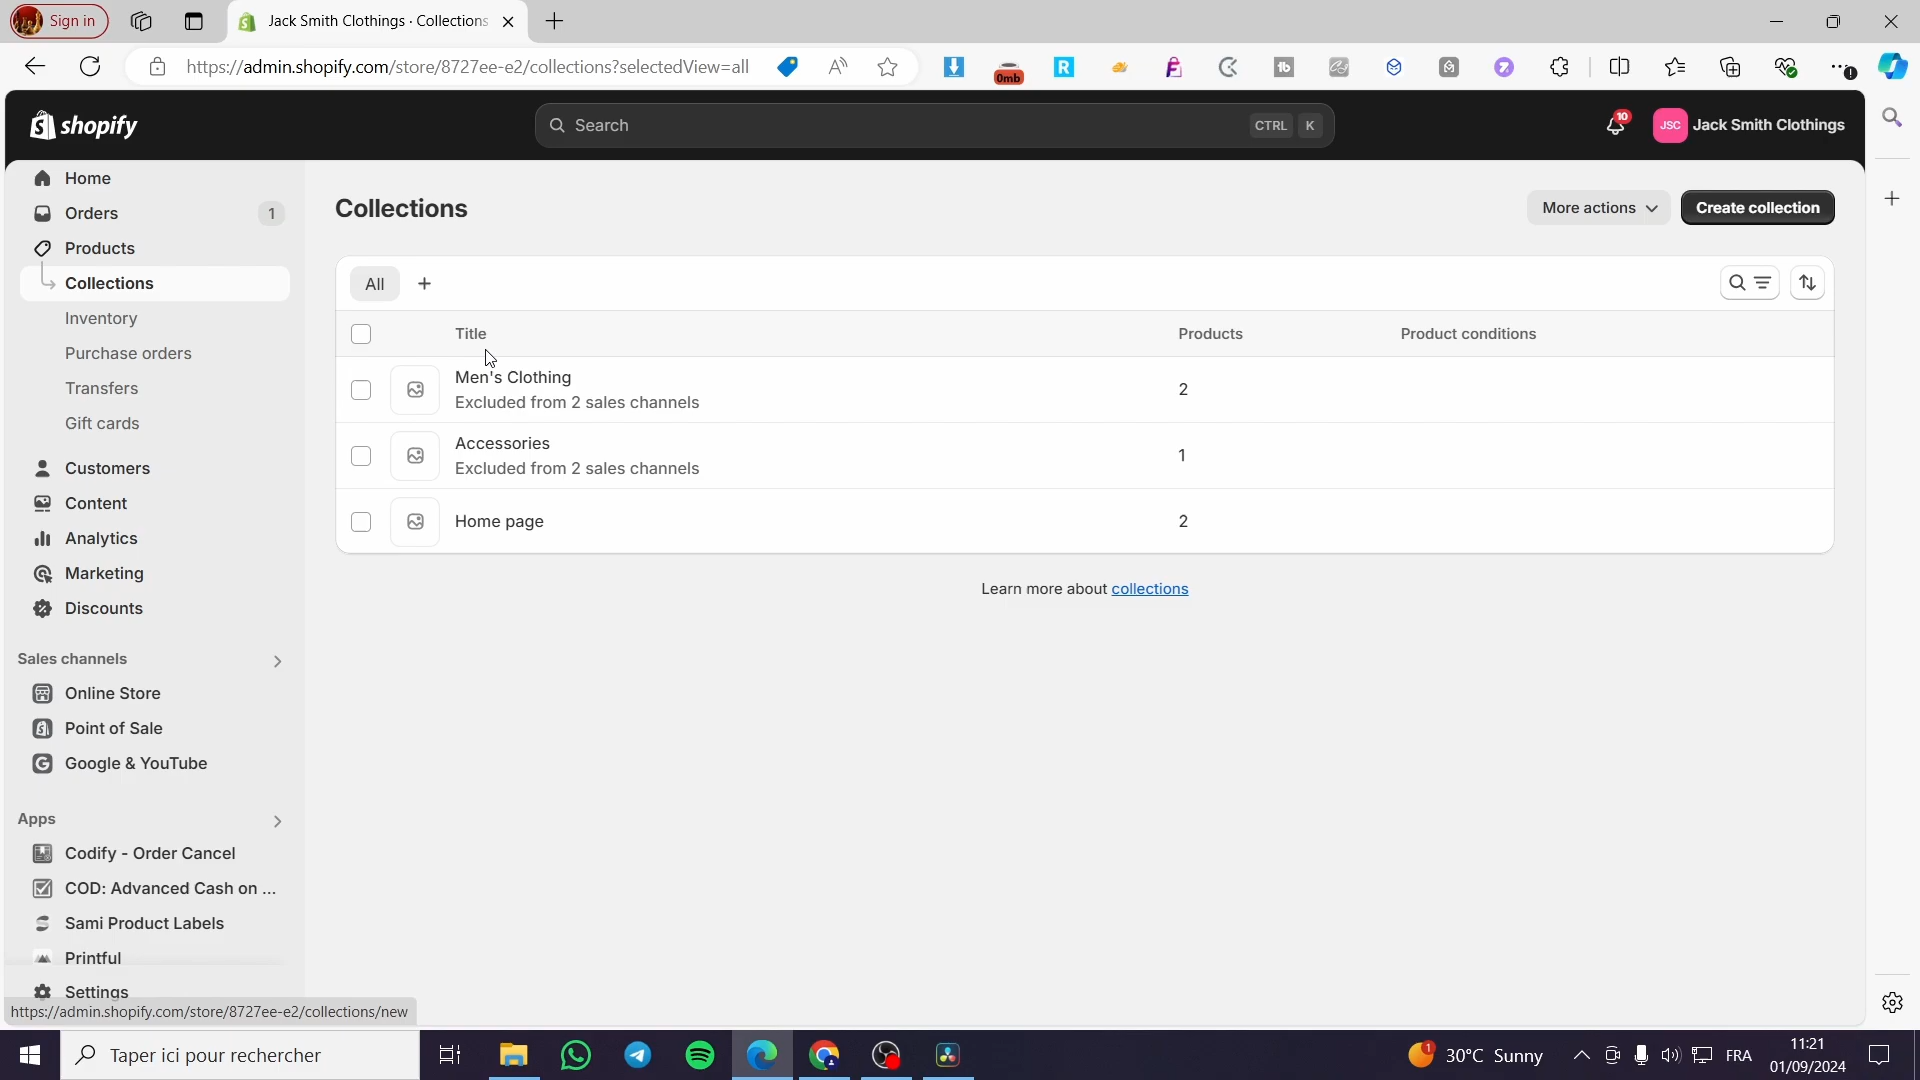 Sign in
Jack Smith Clothings · Collections
https://admin.shopify.com/store/8727ee-e2/collections?selectedView=all
0mb
shopify
Search
CTRL K
10
JSC
Jack Smith Clothings
Home
Orders 1
Products
Collections
Inventory
Purchase orders
Transfers
Gift cards
Customers
Content
Analytics
Marketing
Discounts
Sales channels
Online Store
Point of Sale
Google & YouTube
Apps
Codify - Order Cancel
COD: Advanced Cash on ...
Sami Product Labels
Printful
Settings
https://admin.shopify.com/store/8727ee-e2/collections/new
Collections
More actions
Create collection
All
Title Products Product conditions
Men's Clothing
Excluded from 2 sales channels
2
Accessories
Excluded from 2 sales channels
1
Home page
2
Learn more about collections
Taper ici pour rechercher
1
30°C Sunny
FRA
11:21
01/09/2024